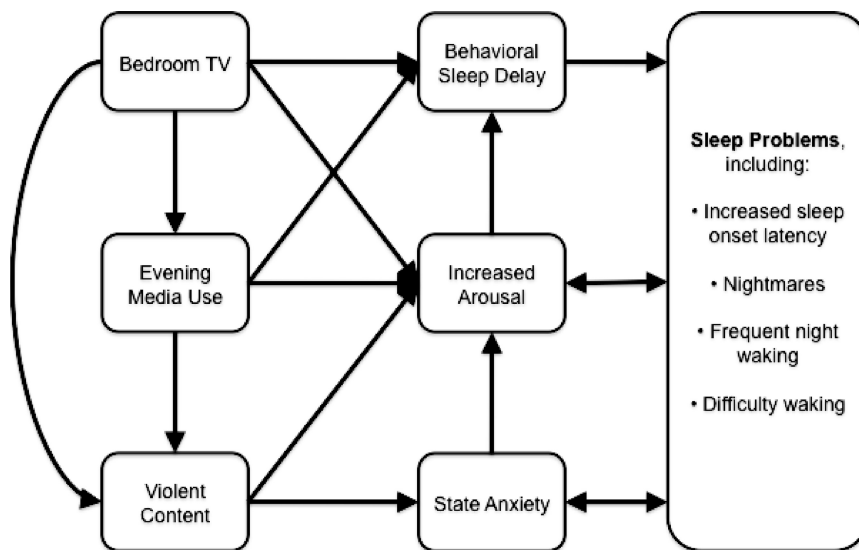 Bedroom TV
Behavioral
Sleep Delay
Sleep Problems,
including:
• Increased sleep
onset latency
• Nightmares
• Frequent night
waking
• Difficulty waking
Evening
Media Use
Increased
Arousal
Violent
Content
State Anxiety